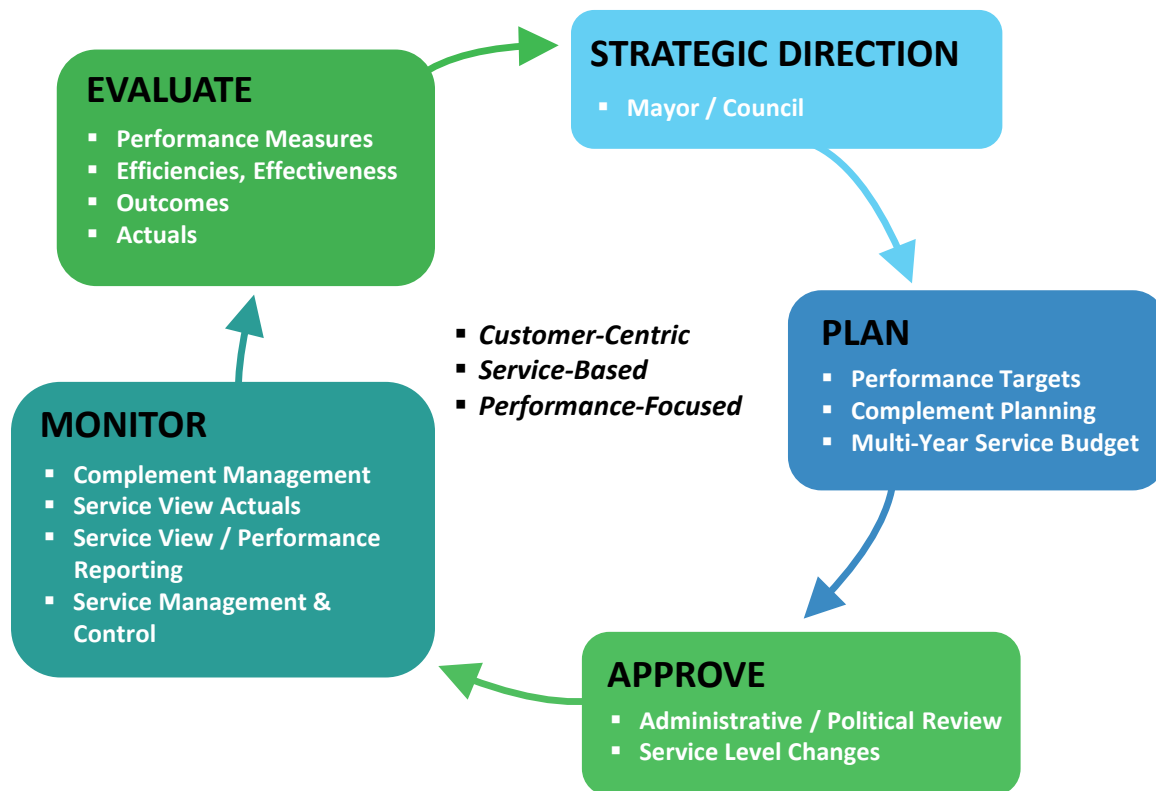 STRATEGIC DIRECTION
▪ Mayor / Council
PLAN
▪ Performance Targets
▪ Complement Planning
▪ Multi-Year Service Budget
APPROVE
▪ Administrative / Political Review
▪ Service Level Changes
MONITOR
▪ Complement Management
▪ Service View Actuals
▪ Service View / Performance
Reporting
▪ Service Management &
Control
EVALUATE
▪ Performance Measures
▪ Efficiencies, Effectiveness
▪ Outcomes
▪ Actuals
▪ Customer-Centric
▪ Service-Based
▪ Performance-Focused